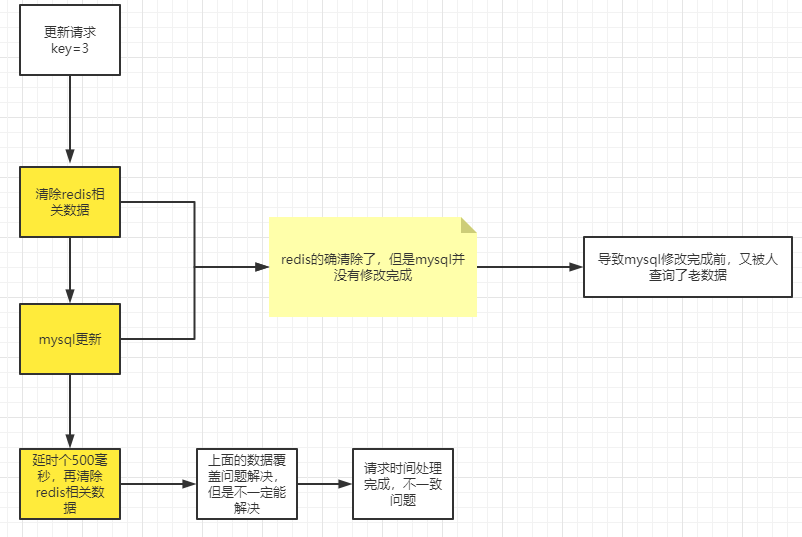 更新请求
key=3
清除redis相
关数据
redis的确清除了，但是mysql并
没有修改完成
导致mysql修改完成前，又被人
查询了老数据
mysql更新
延时个500毫
秒，再清除
redis相关数
据
上面的数据覆
盖问题解决，
但是不一定能
解决
请求时间处理
完成，不一致
问题